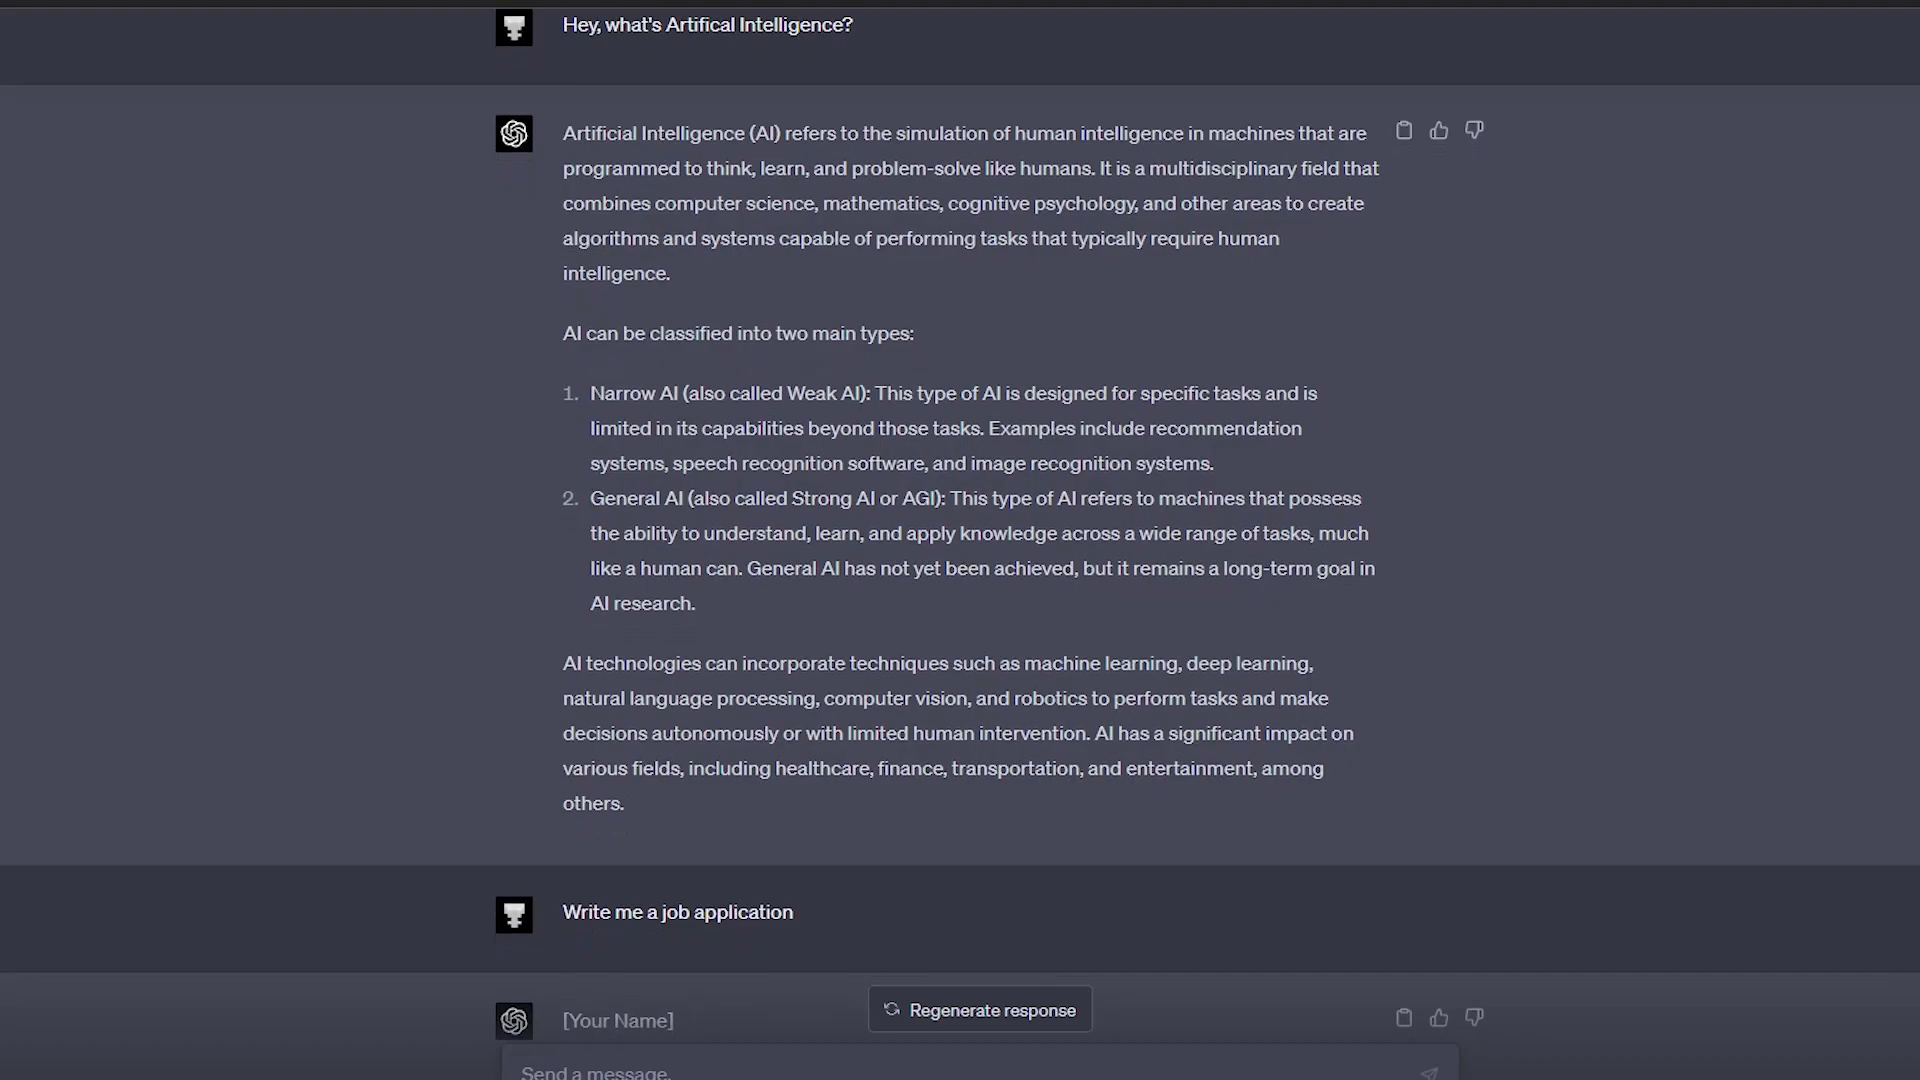 Hey, what's Artifical Intelligence?
Artificial Intelligence (AI) refers to the simulation of human intelligence in machines that are
programmed to think, learn, and problem-solve like humans. It is a multidisciplinary field that
combines computer science, mathematics, cognitive psychology, and other areas to create
algorithms and systems capable of performing tasks that typically require human
intelligence.
AI can be classified into two main types:
1. Narrow AI (also called Weak AI): This type of AI is designed for specific tasks and is
limited in its capabilities beyond those tasks. Examples include recommendation
systems, speech recognition software, and image recognition systems.
2. General AI (also called Strong AI or AGI): This type of AI refers to machines that possess
the ability to understand, learn, and apply knowledge across a wide range of tasks, much
like a human can. General AI has not yet been achieved, but it remains a long-term goal in
AI research.
AI technologies can incorporate techniques such as machine learning, deep learning,
natural language processing, computer vision, and robotics to perform tasks and make
decisions autonomously or with limited human intervention. AI has a significant impact on
various fields, including healthcare, finance, transportation, and entertainment, among
others.
Write me a job application
[Your Name]
Regenerate response
Send a message.